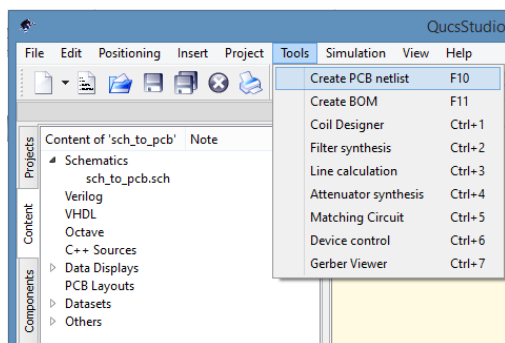 QucsStudio
File Edit Positioning Insert Project Tools Simulation View Help
Create PCB netlist F10
Create BOM F11
Coil Designer Ctrl+1
Filter synthesis Ctrl+2
Line calculation Ctrl+3
Attenuator synthesis Ctrl+4
Matching Circuit Ctrl+5
Device control Ctrl+6
Gerber Viewer Ctrl+7
Projects
Content
Components
Content of 'sch_to_pcb' Note
Schematics
sch_to_pcb.sch
Verilog
VHDL
Octave
C++ Sources
Data Displays
PCB Layouts
Datasets
Others